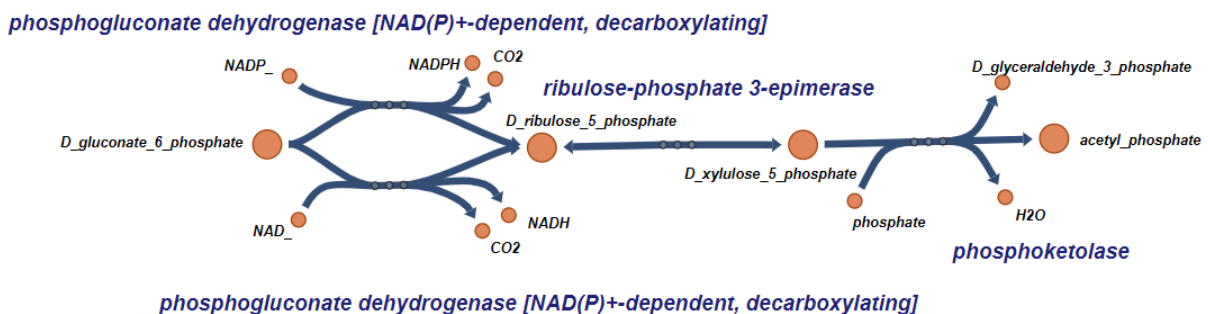 phosphogluconate dehydrogenase [NAD(P)+-dependent, decarboxylating]
NADP_
NADPH
CO2
D_glyceraldehyde_3_phosphate
ribulose-phosphate 3-epimerase
D_gluconate_6_phosphate
D_ribulose_5_phosphate
acetyl_phosphate
D_xylulose_5_phosphate
NAD_
CO2
NADH
phosphate
H2O
phosphoketolase
phosphogluconate dehydrogenase [NAD(P)+-dependent, decarboxylating]